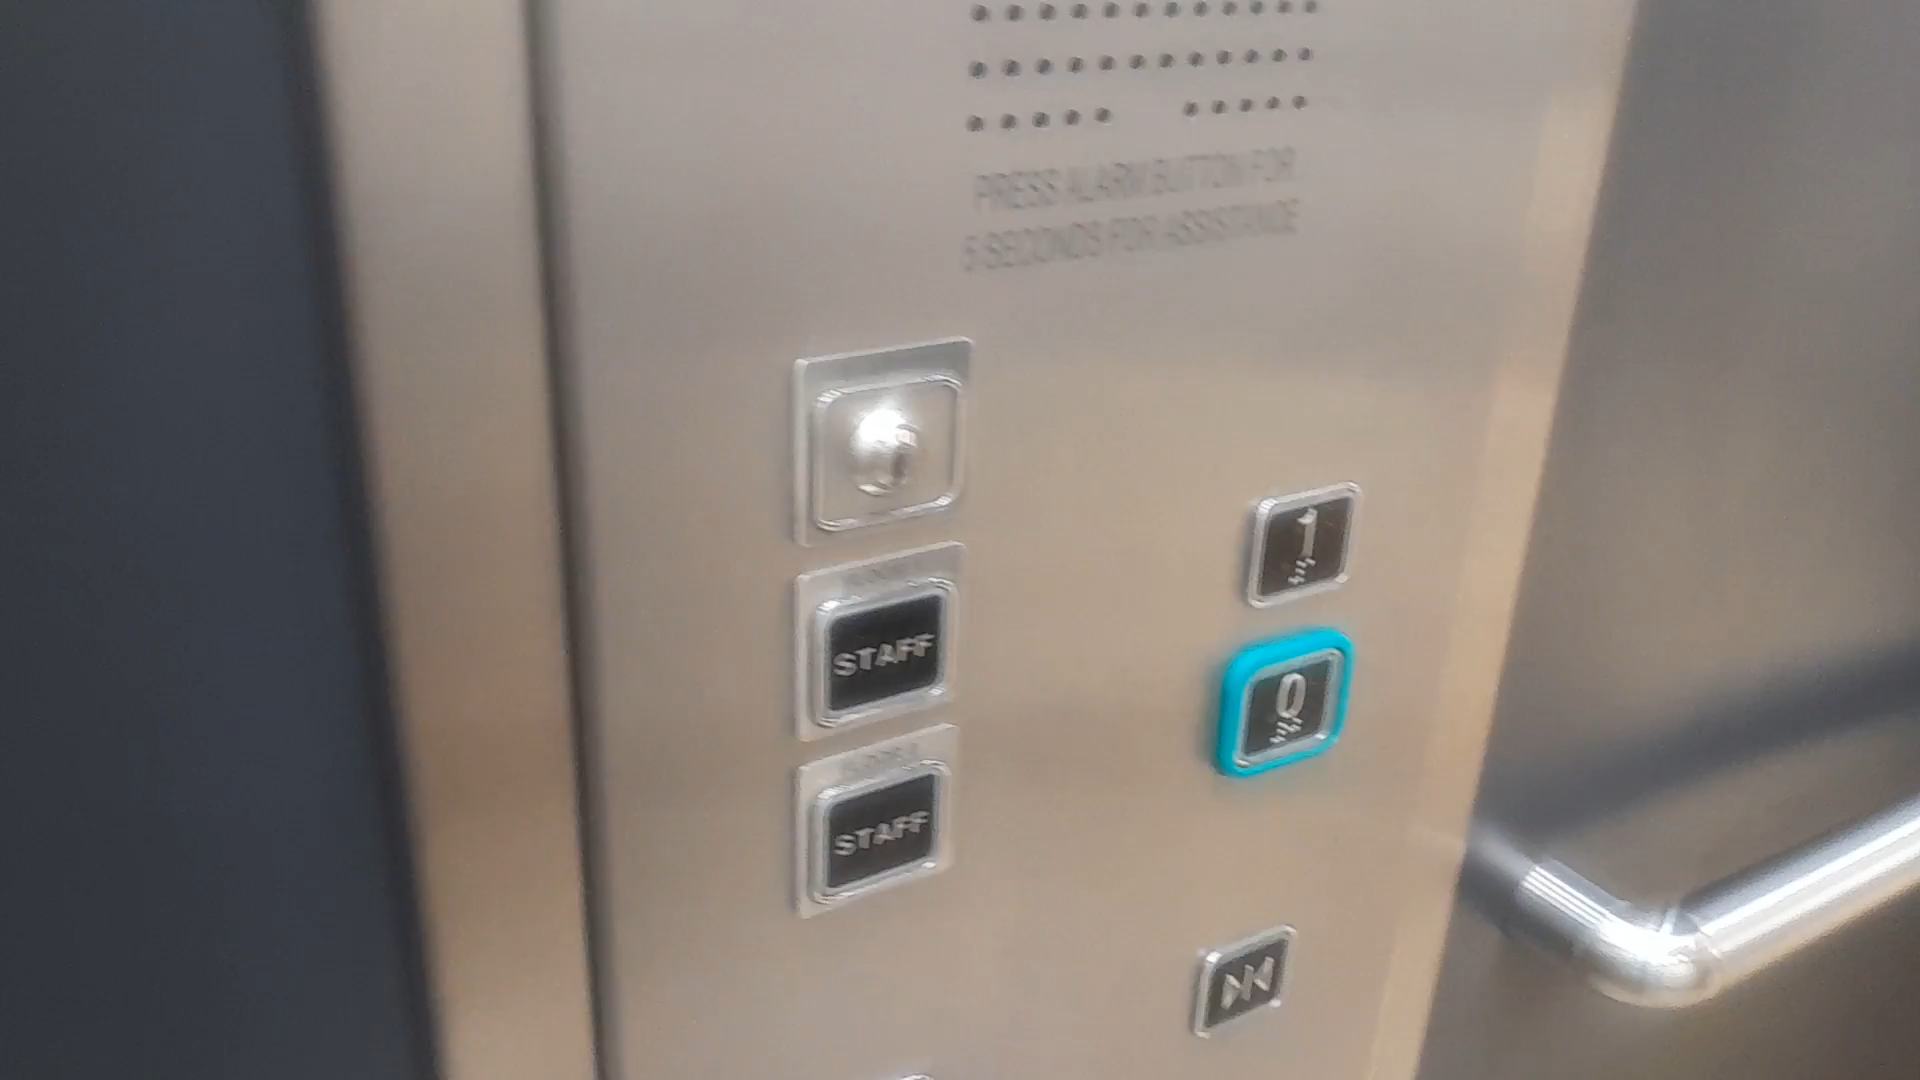 PRESS ALARM BUTTON FOR
5 SECONDS FOR ASSISTANCE
1
STAFF
0
STAFF